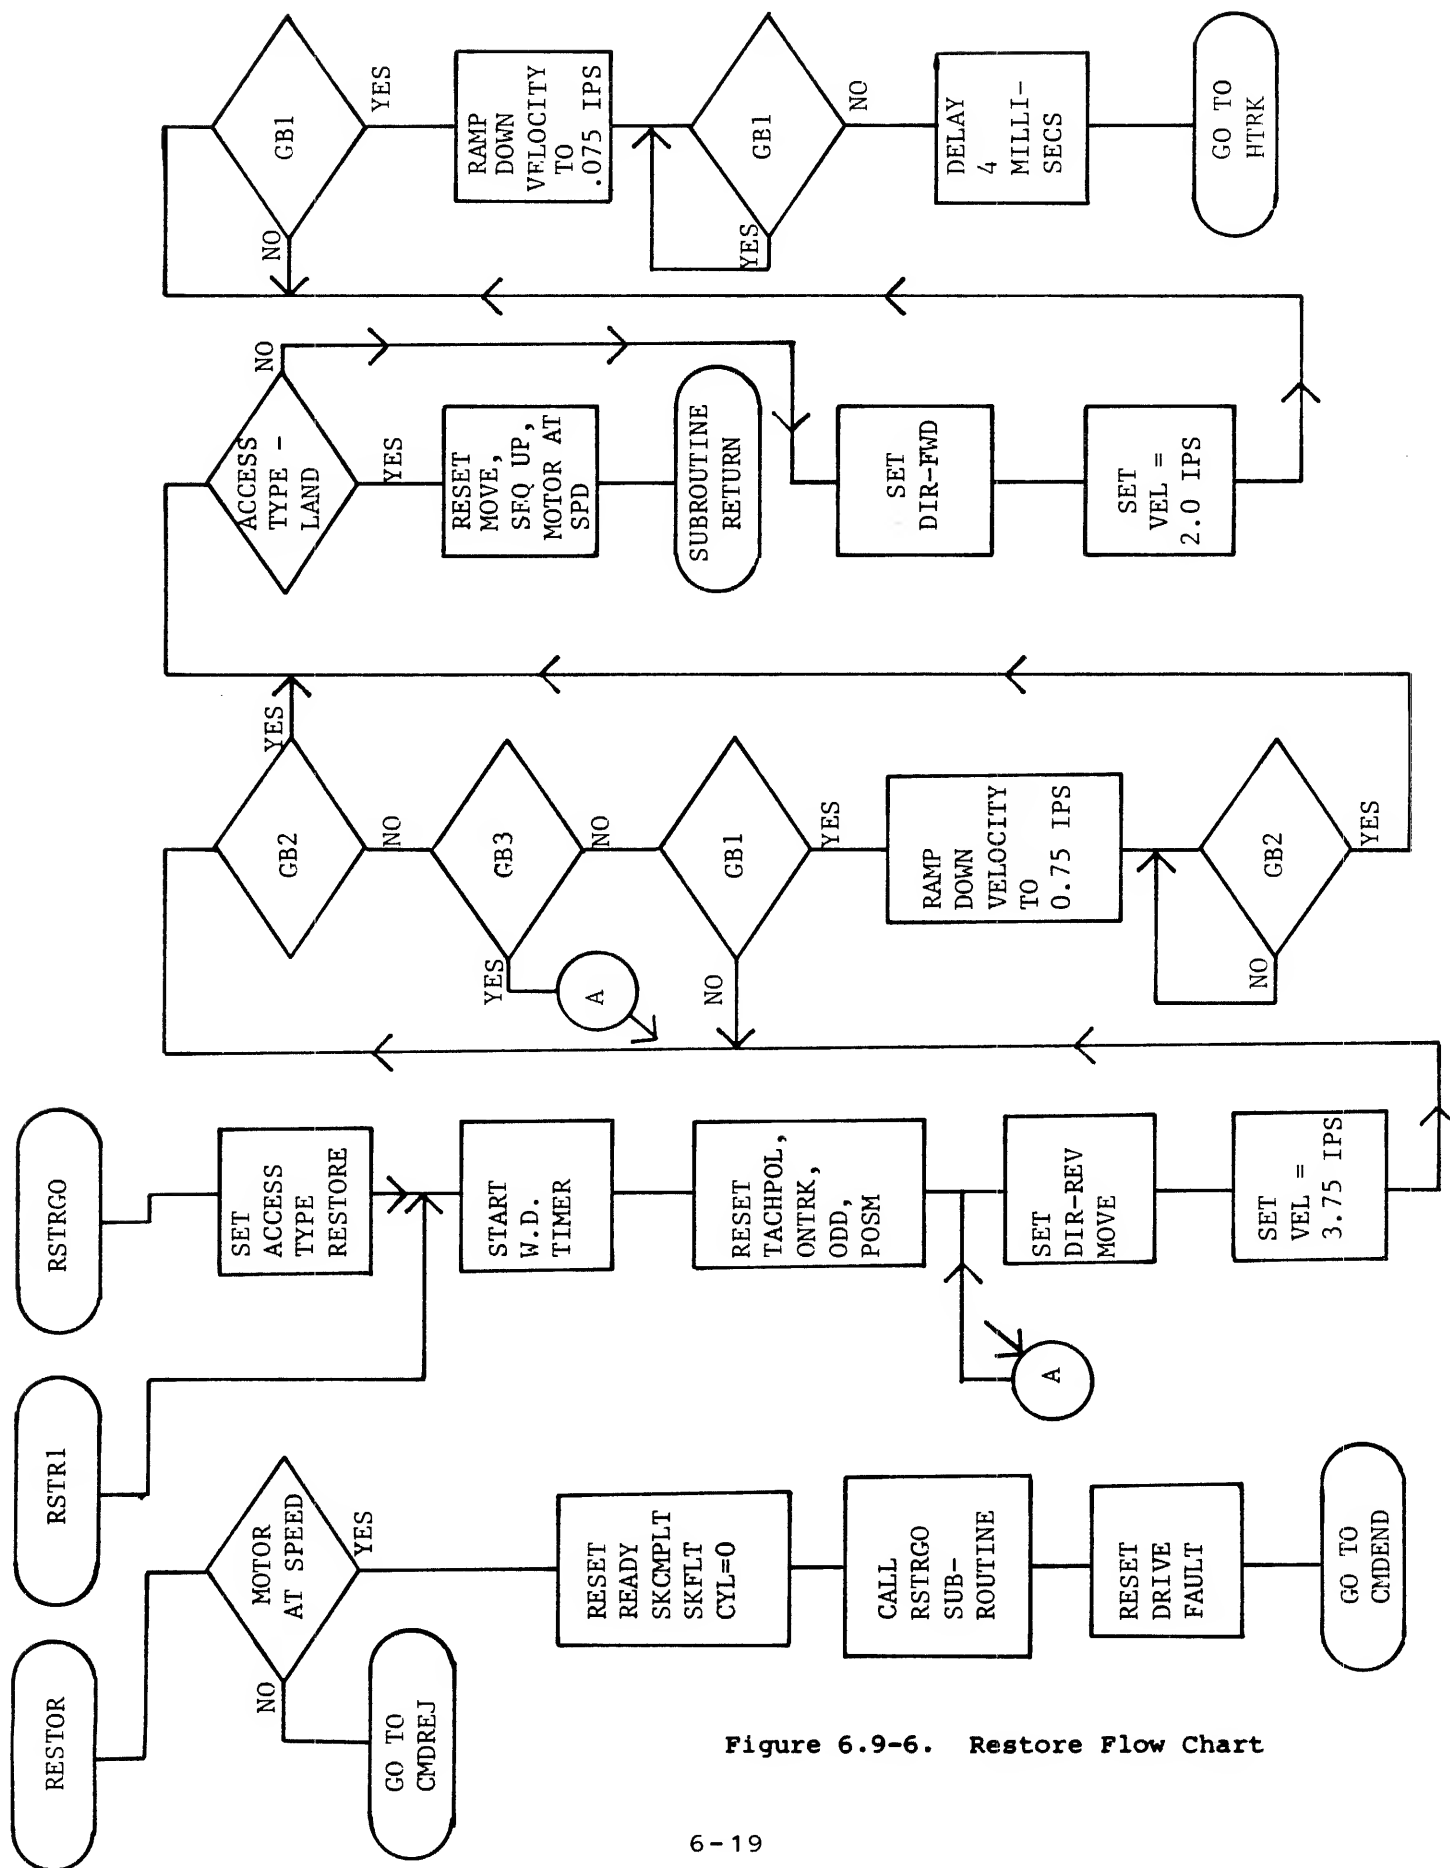 RESTOR
MOTOR
AT SPEED
NO
YES
GO TO
CMDREJ
RESET
READY
SKCMPLT
SKFLT
CYL=0
CALL
RSTRGO
SUB-
ROUTINE
RESET
DRIVE
FAULT
GO TO
CMDEND
RSTR1
RSTRGO
SET
ACCESS
TYPE
RESTORE
START
W.D.
TIMER
RESET
TACHPOL,
ONTRK,
ODD,
POSM
A
SET
DIR-REV
MOVE
SET
VEL =
3.75 IPS
GB2
YES
NO
GB3
YES
A
NO
GB1
NO
YES
RAMP
DOWN
VELOCITY
TO
0.75 IPS
GB2
NO
YES
ACCESS
TYPE -
LAND
NO
YES
RESET
MOVE,
SEQ UP,
MOTOR AT
SPD
SUBROUTINE
RETURN
SET
DIR-FWD
SET
VEL =
2.0 IPS
GB1
NO
YES
RAMP
DOWN
VELOCITY
TO
.075 IPS
GB1
YES
NO
DELAY
4
MILLI-
SECS
GO TO
HTRK
Figure 6.9-6. Restore Flow Chart
6-19